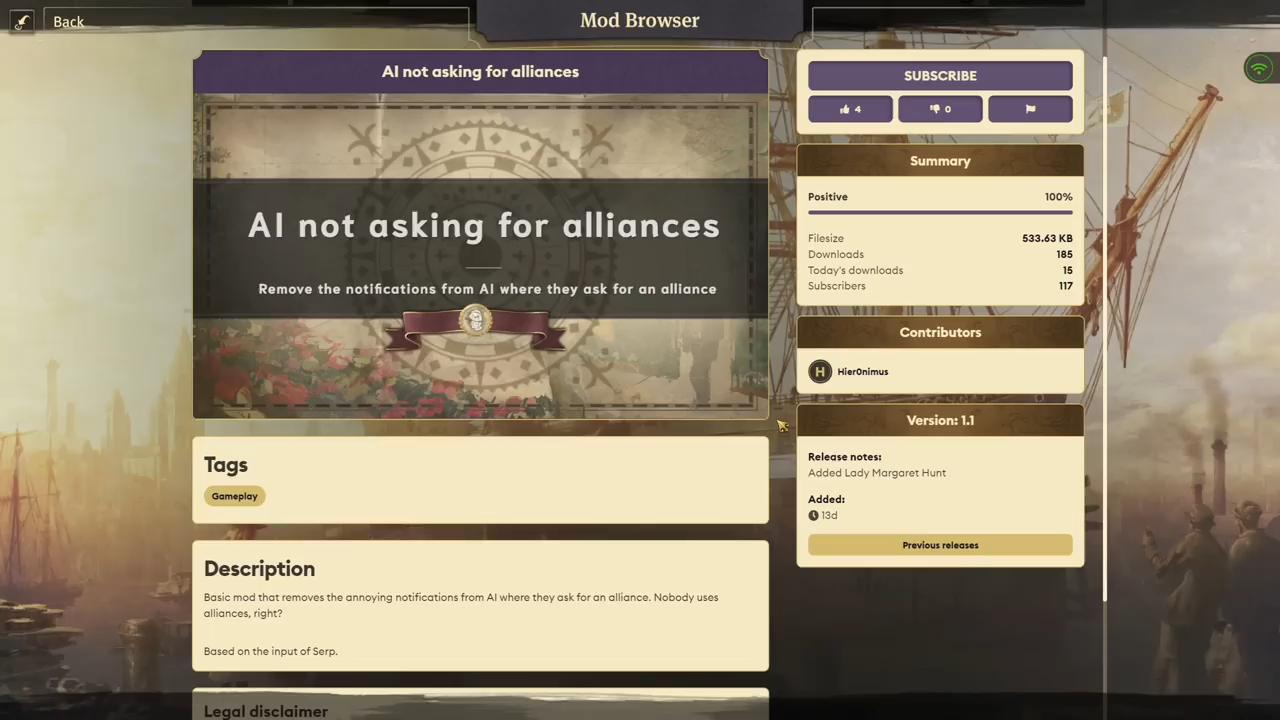 Back
Mod Browser
AI not asking for alliances
AI not asking for alliances
Remove the notifications from AI where they ask for an alliance
Tags
Gameplay
Description
Basic mod that removes the annoying notifications from AI where they ask for an alliance. Nobody uses
alliances, right?
Based on the input of Serp.
Legal disclaimer
SUBSCRIBE
4
0
Summary
Positive 100%
Filesize 533.63 KB
Downloads 185
Today's downloads 15
Subscribers 117
Contributors
H Hier0nimus
Version: 1.1
Release notes:
Added Lady Margaret Hunt
Added:
13d
Previous releases